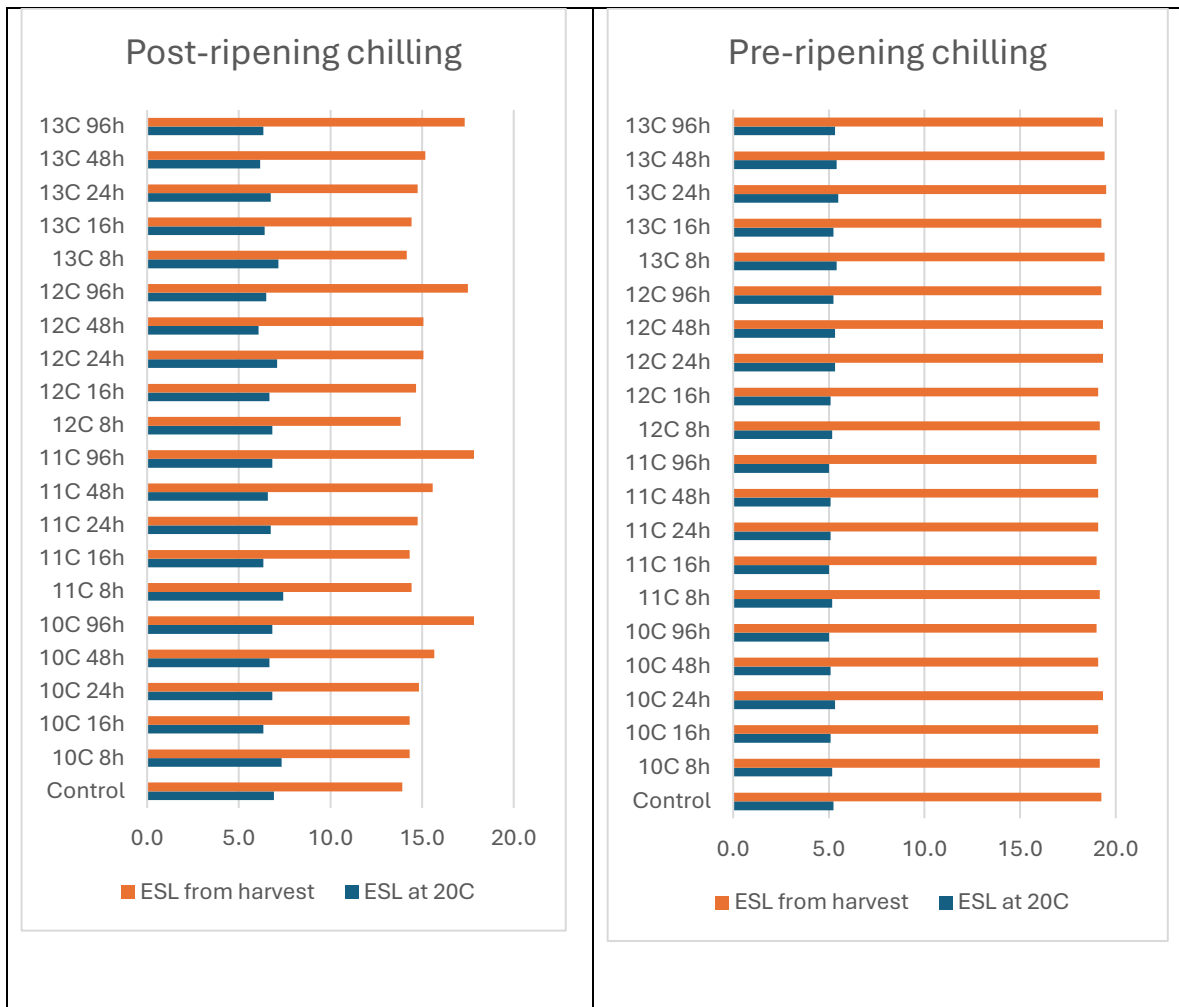 Post-ripening chilling
13C 96h
13C 48h
13C 24h
13C 16h
13C 8h
12C 96h
12C 48h
12C 24h
12C 16h
12C 8h
11C 96h
11C 48h
11C 24h
11C 16h
11C 8h
10C 96h
10C 48h
10C 24h
10C 16h
10C 8h
Control
0.0 5.0 10.0 15.0 20.0
ESL from harvest ESL at 20C
Pre-ripening chilling
13C 96h
13C 48h
13C 24h
13C 16h
13C 8h
12C 96h
12C 48h
12C 24h
12C 16h
12C 8h
11C 96h
11C 48h
11C 24h
11C 16h
11C 8h
10C 96h
10C 48h
10C 24h
10C 16h
10C 8h
Control
0.0 5.0 10.0 15.0 20.0
ESL from harvest ESL at 20C